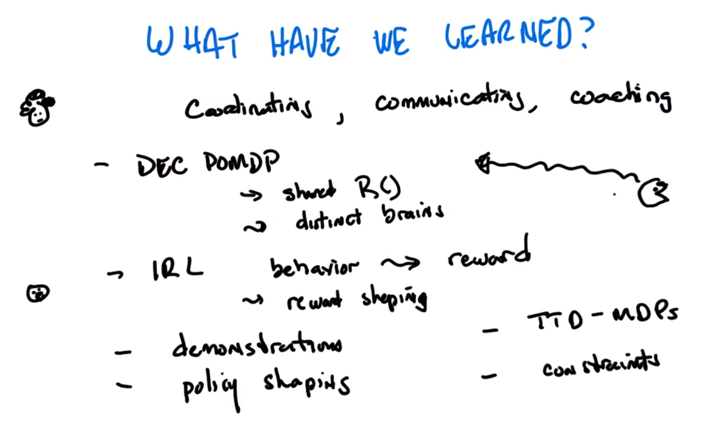 WHAT HAVE WE LEARNED?
Coordinating, communicating, coaching
- DEC POMDP
→ shared R()
→ distinct brains
→ IRL behavior → reward
→ reward shaping
- demonstrations
- policy shaping
- TTD-MDPs
- constraints